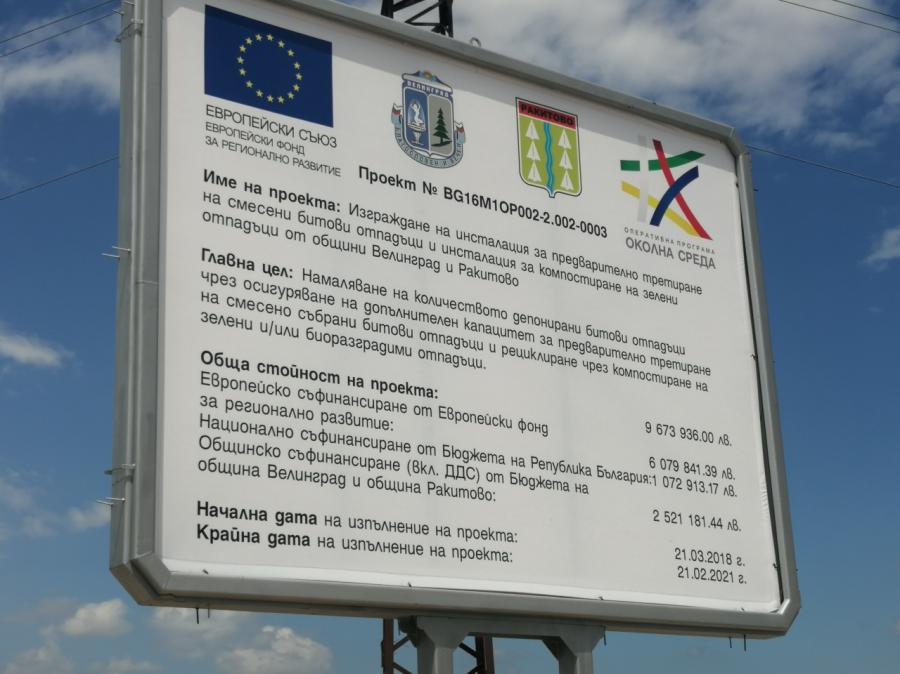 ЕВРОПЕЙСКИ СЪЮЗ
ЕВРОПЕЙСКИ ФОНД
ЗА РЕГИОНАЛНО РАЗВИТИЕ
ВЕЛИНГРАД
БЛАГОСЛОВЕН И ВЕЧЕН
РАКИТОВО
ОПЕРАТИВНА ПРОГРАМА
ОКОЛНА СРЕДА
Проект № BG16M1OP002-2.002-0003
Име на проекта: Изграждане на инсталация за предварително третиране
на смесени битови отпадъци и инсталация за компостиране на зелени
отпадъци от общини Велинград и Ракитово
Главна цел: Намаляване на количеството депонирани битови отпадъци
чрез осигуряване на допълнителен капацитет за предварително третиране
на смесено събрани битови отпадъци и рециклиране чрез компостиране на
зелени и/или биоразградими отпадъци.
Обща стойност на проекта: 9 673 936.00 лв.
Европейско съфинансиране от Европейски фонд
за регионално развитие: 6 079 841.39 лв.
Национално съфинансиране от Бюджета на Република България:1 072 913.17 лв.
Общинско съфинансиране (вкл. ДДС) от Бюджета на
община Велинград и община Ракитово: 2 521 181.44 лв.
Начална дата на изпълнение на проекта: 21.03.2018 г.
Крайна дата на изпълнение на проекта: 21.02.2021 г.